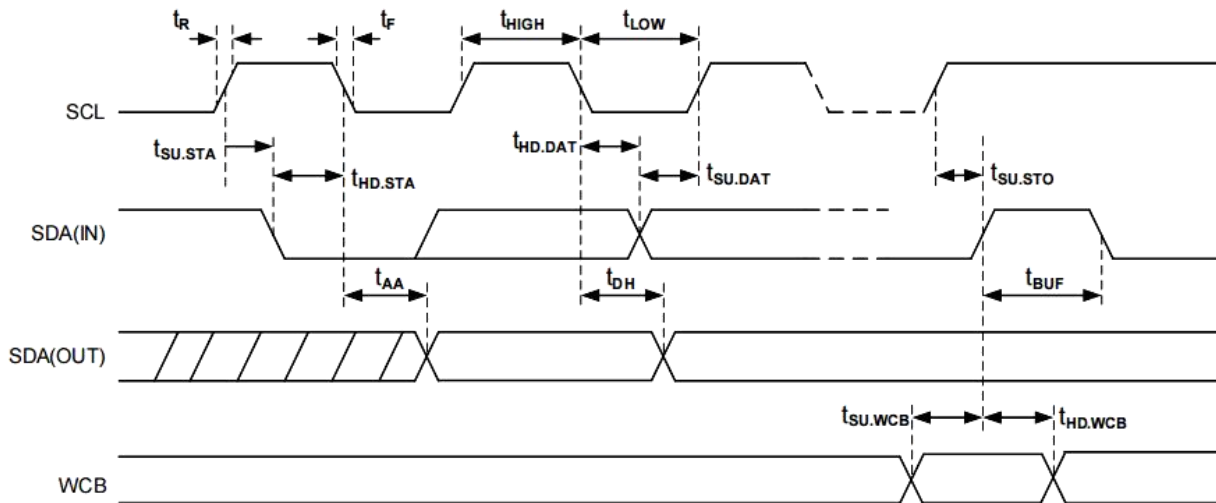 tR tF tHIGH tLOW
SCL
tSU.STA tHD.STA tHD.DAT tSU.DAT tSU.STO
SDA(IN)
tAA tDH tBUF
SDA(OUT)
tSU.WCB tHD.WCB
WCB